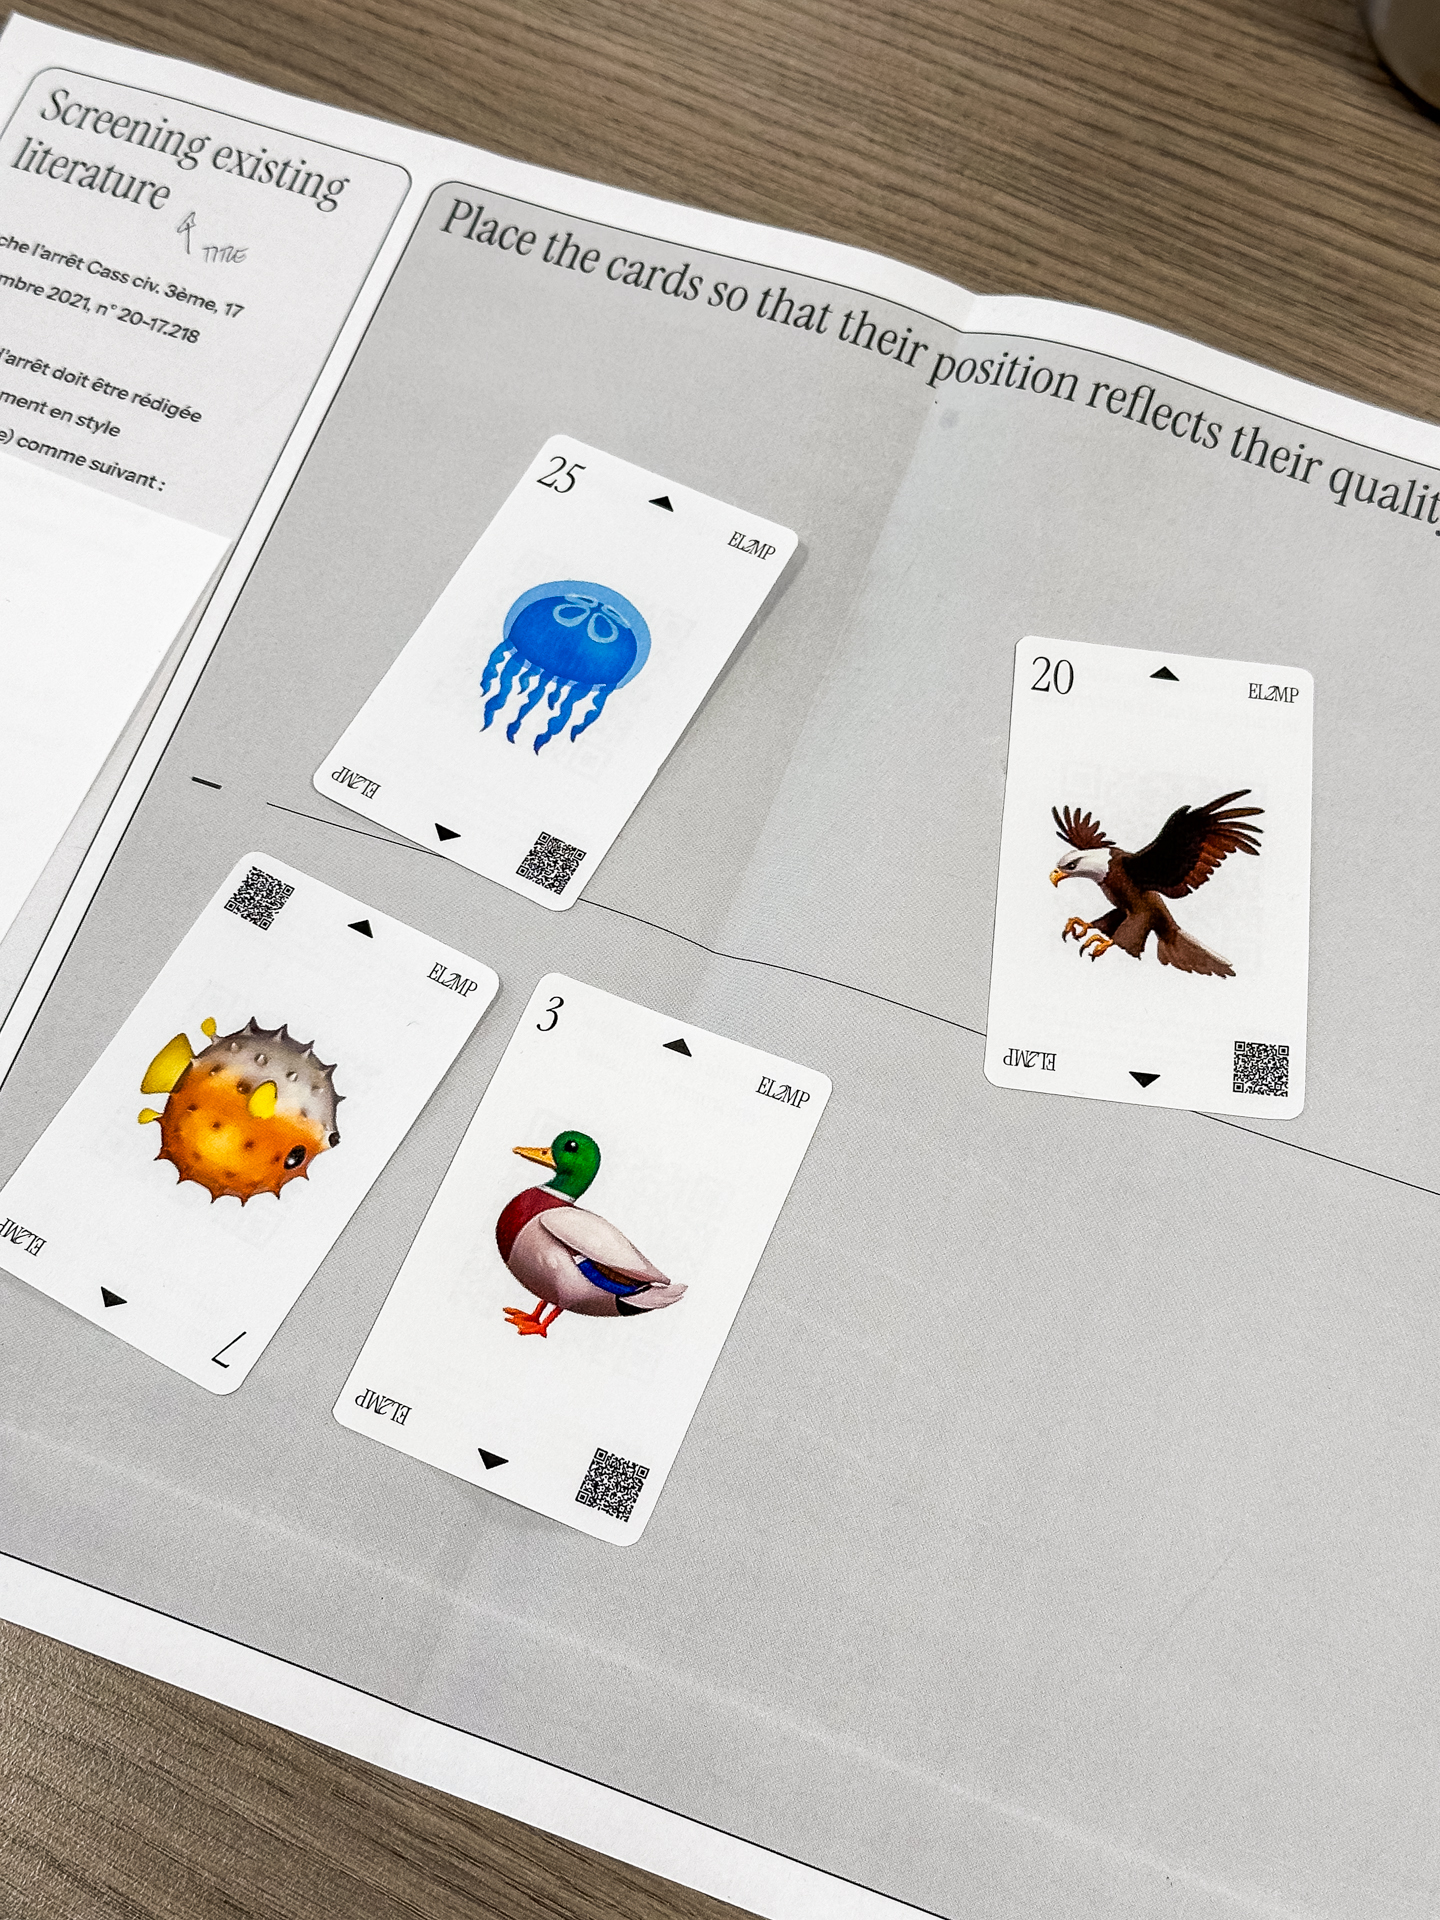 Screening existing
literature
TITRE
che l'arrêt Cass civ. 3ème, 17
mbre 2021, n° 20-17.218
l'arrêt doit être rédigée
ment en style
e) comme suivant :
Place the cards so that their position reflects their quality
25
EL2MP
EL2MP
20
EL2MP
EL2MP
–
EL2MP
EL2MP
7
3
EL2MP
EL2MP